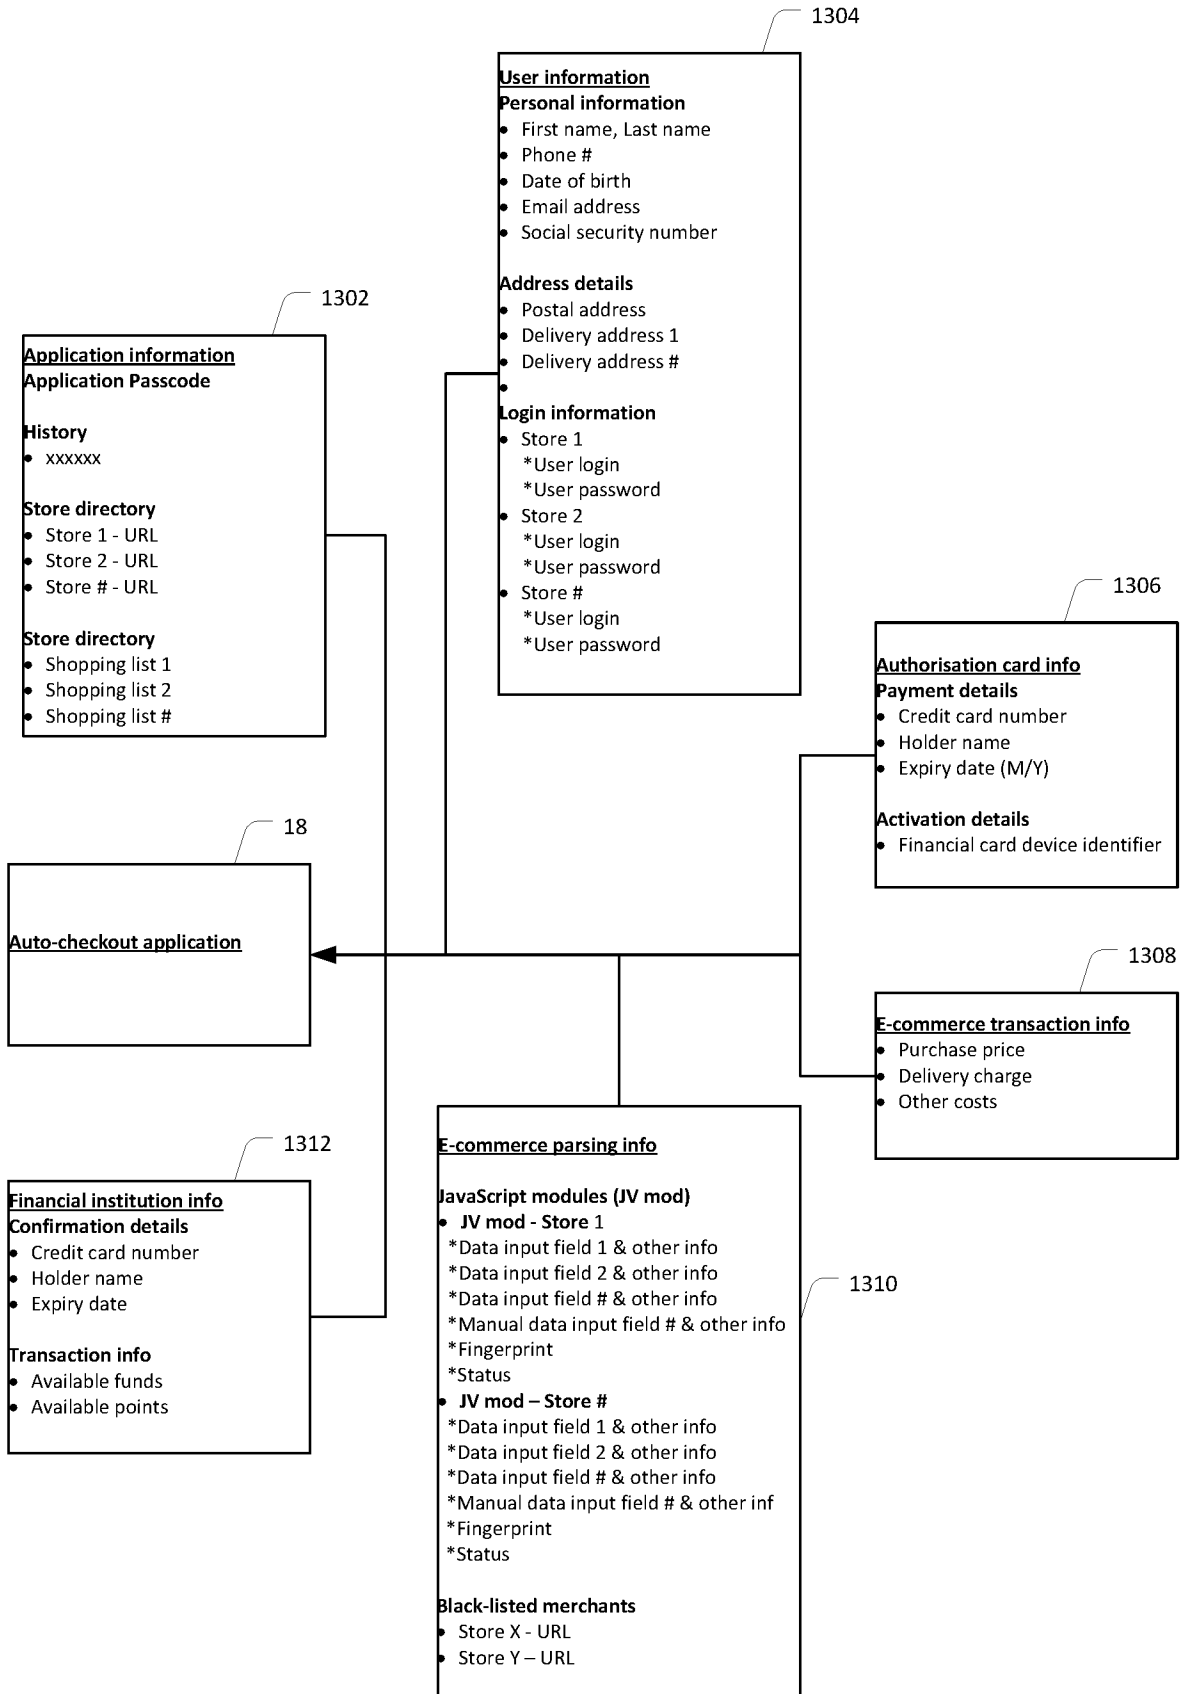 1304
User information
Personal information
• First name, Last name
• Phone #
• Date of birth
• Email address
• Social security number
Address details
• Postal address
• Delivery address 1
• Delivery address #
•
Login information
• Store 1
*User login
*User password
• Store 2
*User login
*User password
• Store #
*User login
*User password
1302
Application information
Application Passcode
History
• xxxxxx
Store directory
• Store 1 - URL
• Store 2 - URL
• Store # - URL
Store directory
• Shopping list 1
• Shopping list 2
• Shopping list #
1306
Authorisation card info
Payment details
• Credit card number
• Holder name
• Expiry date (M/Y)
Activation details
• Financial card device identifier
18
Auto-checkout application
1308
E-commerce transaction info
• Purchase price
• Delivery charge
• Other costs
1312
Financial institution info
Confirmation details
• Credit card number
• Holder name
• Expiry date
Transaction info
• Available funds
• Available points
1310
E-commerce parsing info
JavaScript modules (JV mod)
• JV mod - Store 1
*Data input field 1 & other info
*Data input field 2 & other info
*Data input field # & other info
*Manual data input field # & other info
*Fingerprint
*Status
• JV mod – Store #
*Data input field 1 & other info
*Data input field 2 & other info
*Data input field # & other info
*Manual data input field # & other inf
*Fingerprint
*Status
Black-listed merchants
• Store X - URL
• Store Y – URL